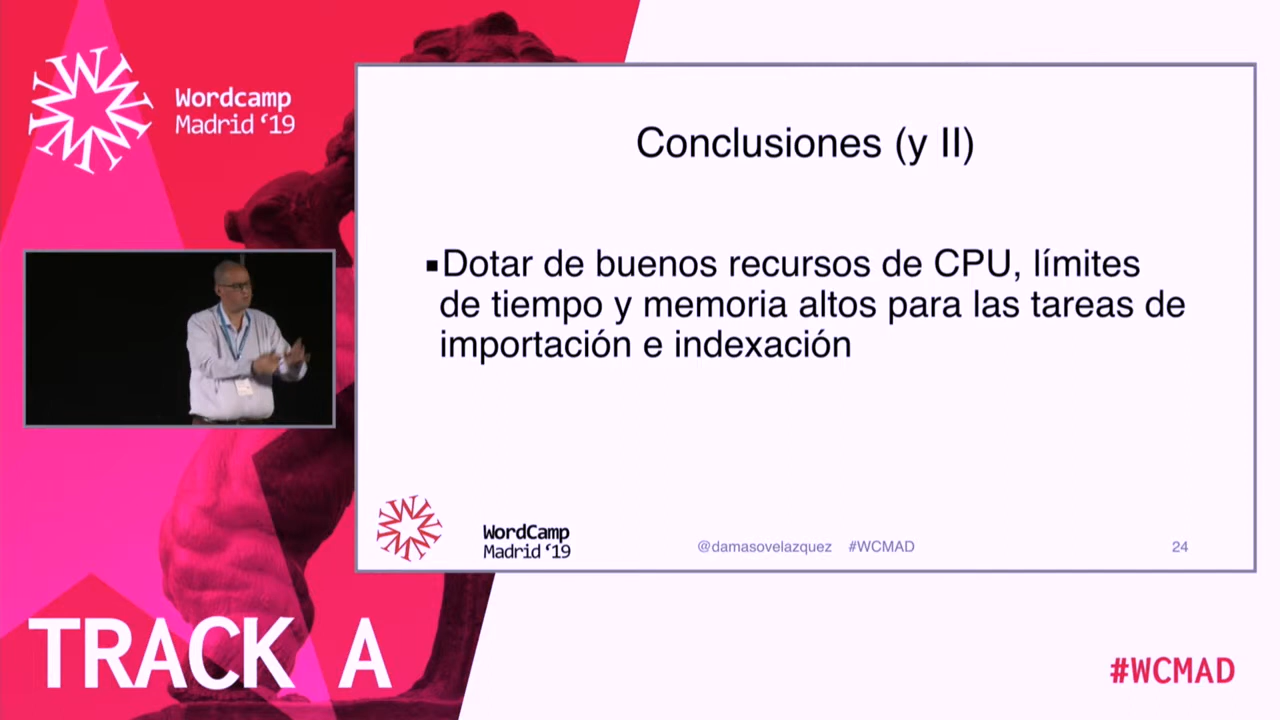 Wordcamp
Madrid ‘19
Conclusiones (y II)
▪Dotar de buenos recursos de CPU, límites
de tiempo y memoria altos para las tareas de
importación e indexación
WordCamp
Madrid ‘19
@damasovelazquez #WCMAD
24
TRACK A
#WCMAD